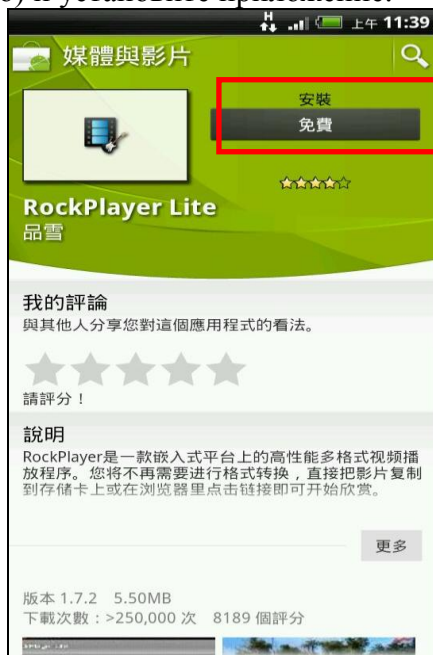 и установите приложение.
H 上午 11:39
媒體與影片
安裝
免費
RockPlayer Lite
品雪
我的評論
與其他人分享您對這個應用程式的看法。
請評分！
說明
RockPlayer是一款嵌入式平台上的高性能多格式视频播
放程序。您将不再需要进行格式转换，直接把影片复制
到存储卡上或在浏览器里点击链接即可开始欣赏。
更多
版本 1.7.2 5.50MB
下載次數：>250,000 次 8189 個評分